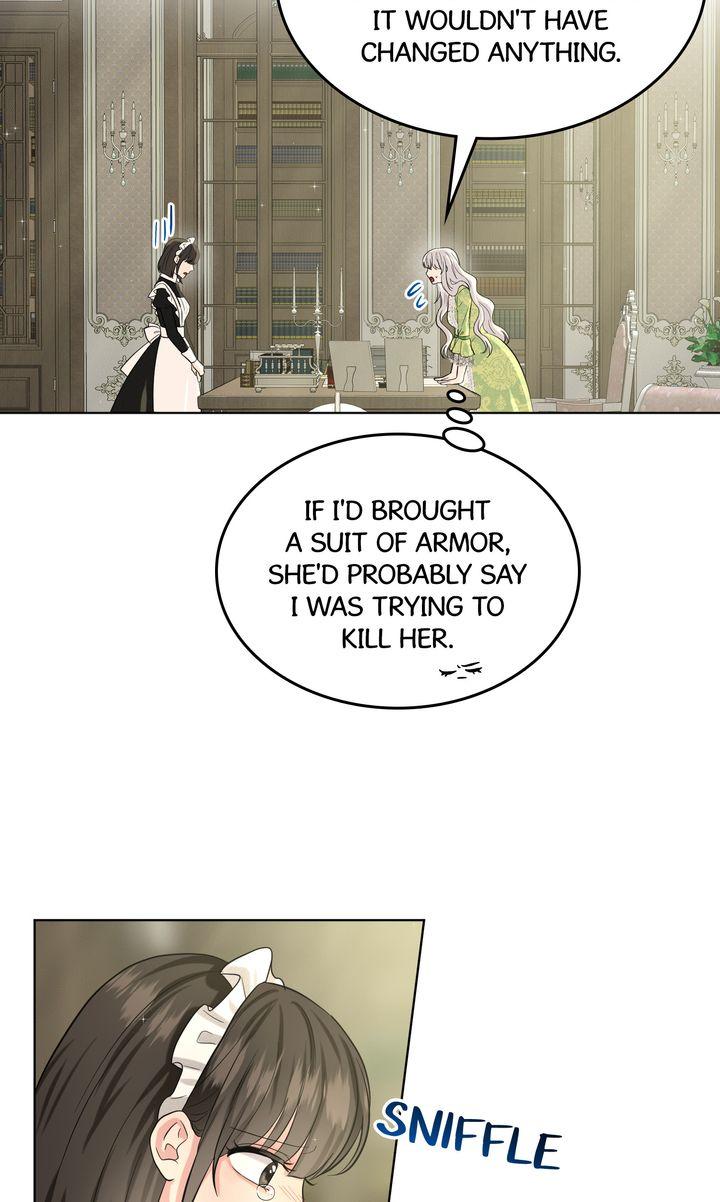 IT WOULDN'T HAVE
CHANGED ANYTHING.
IF I'D BROUGHT
A SUIT OF ARMOR,
SHE'D PROBABLY SAY
I WAS TRYING TO
KILL HER.
SNIFFLE